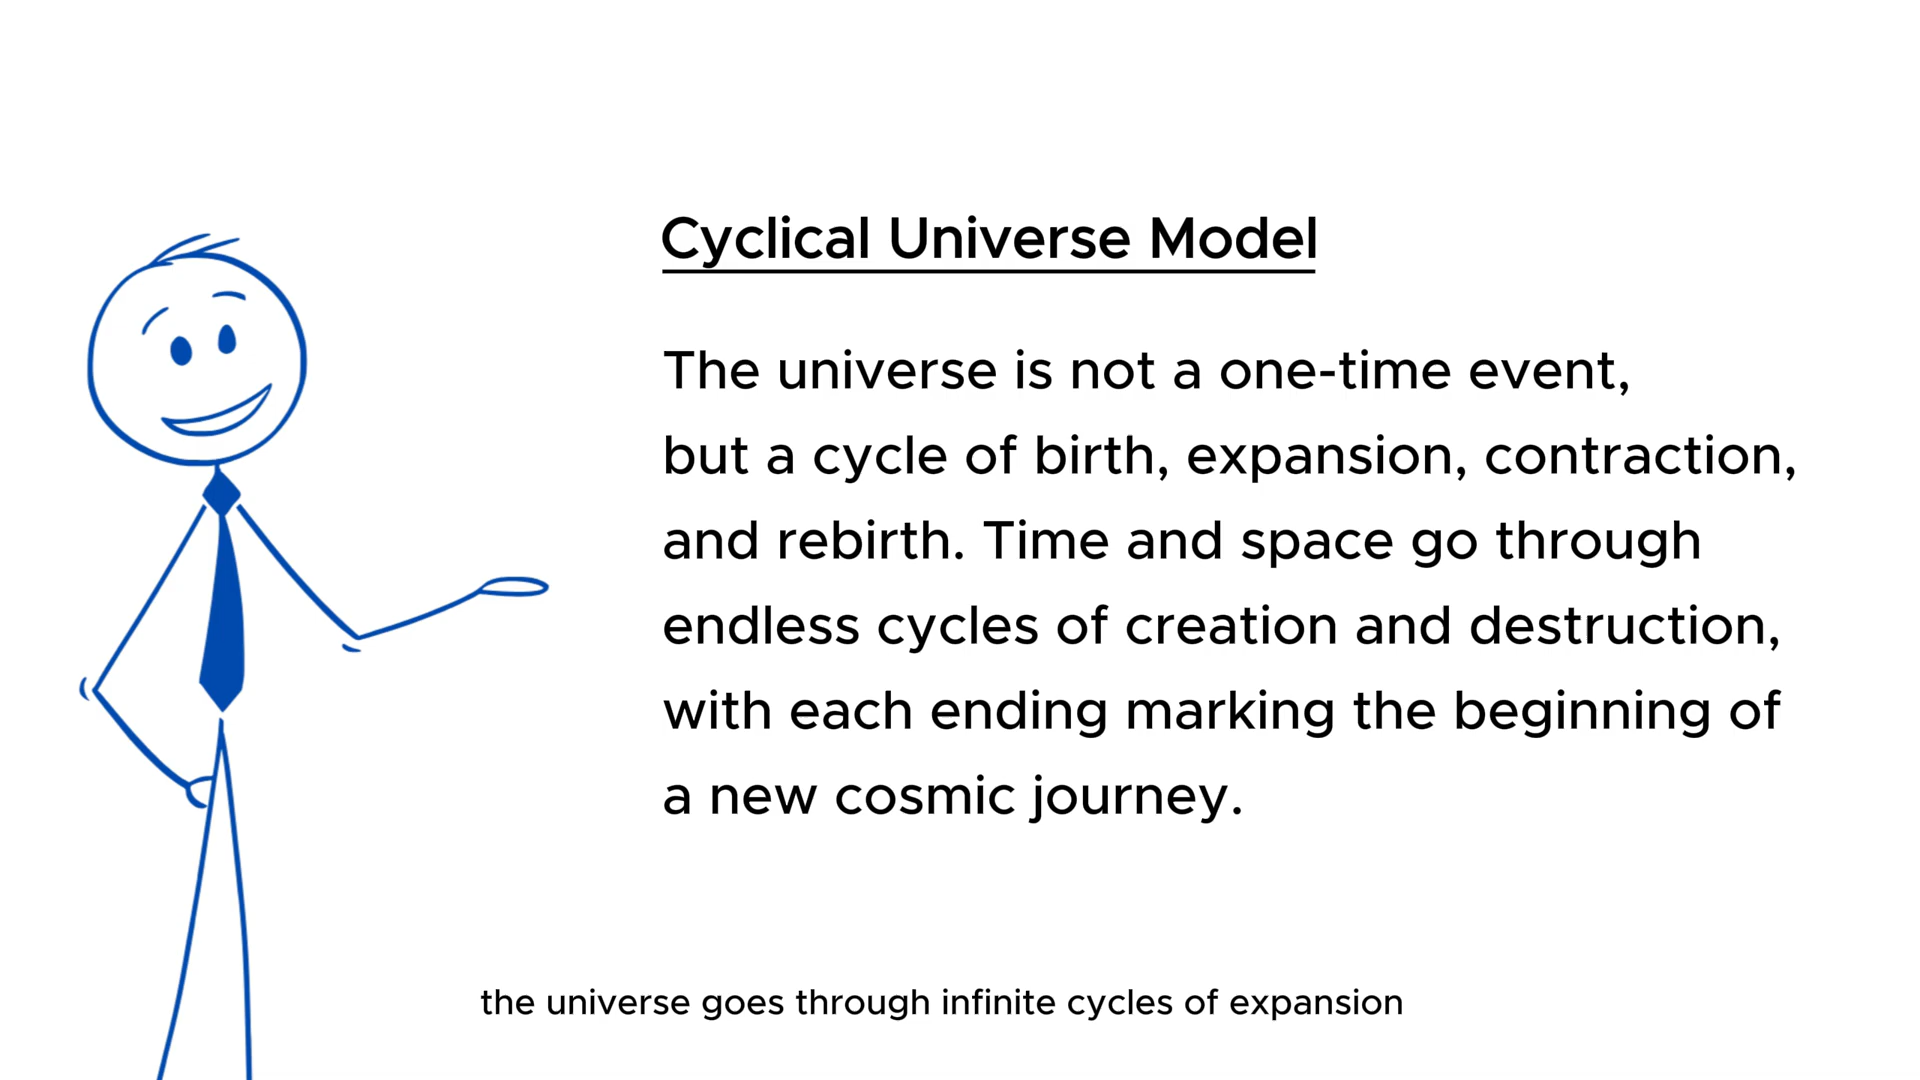 Cyclical Universe Model
The universe is not a one-time event,
but a cycle of birth, expansion, contraction,
and rebirth. Time and space go through
endless cycles of creation and destruction,
with each ending marking the beginning of
a new cosmic journey.
the universe goes through infinite cycles of expansion